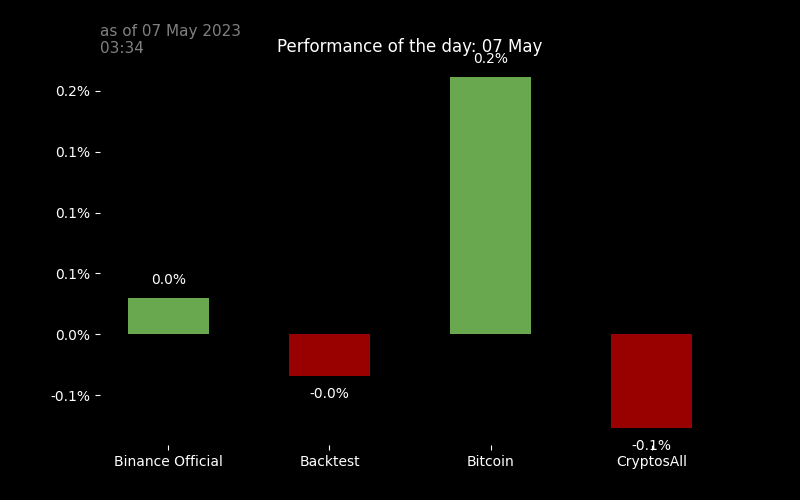 as of 07 May 2023
03:34
Performance of the day: 07 May
0.2%
0.2%
0.1%
0.1%
0.1%
0.0%
0.0%
-0.0%
-0.1%
-0.1%
Binance Official
Backtest
Bitcoin
CryptosAll